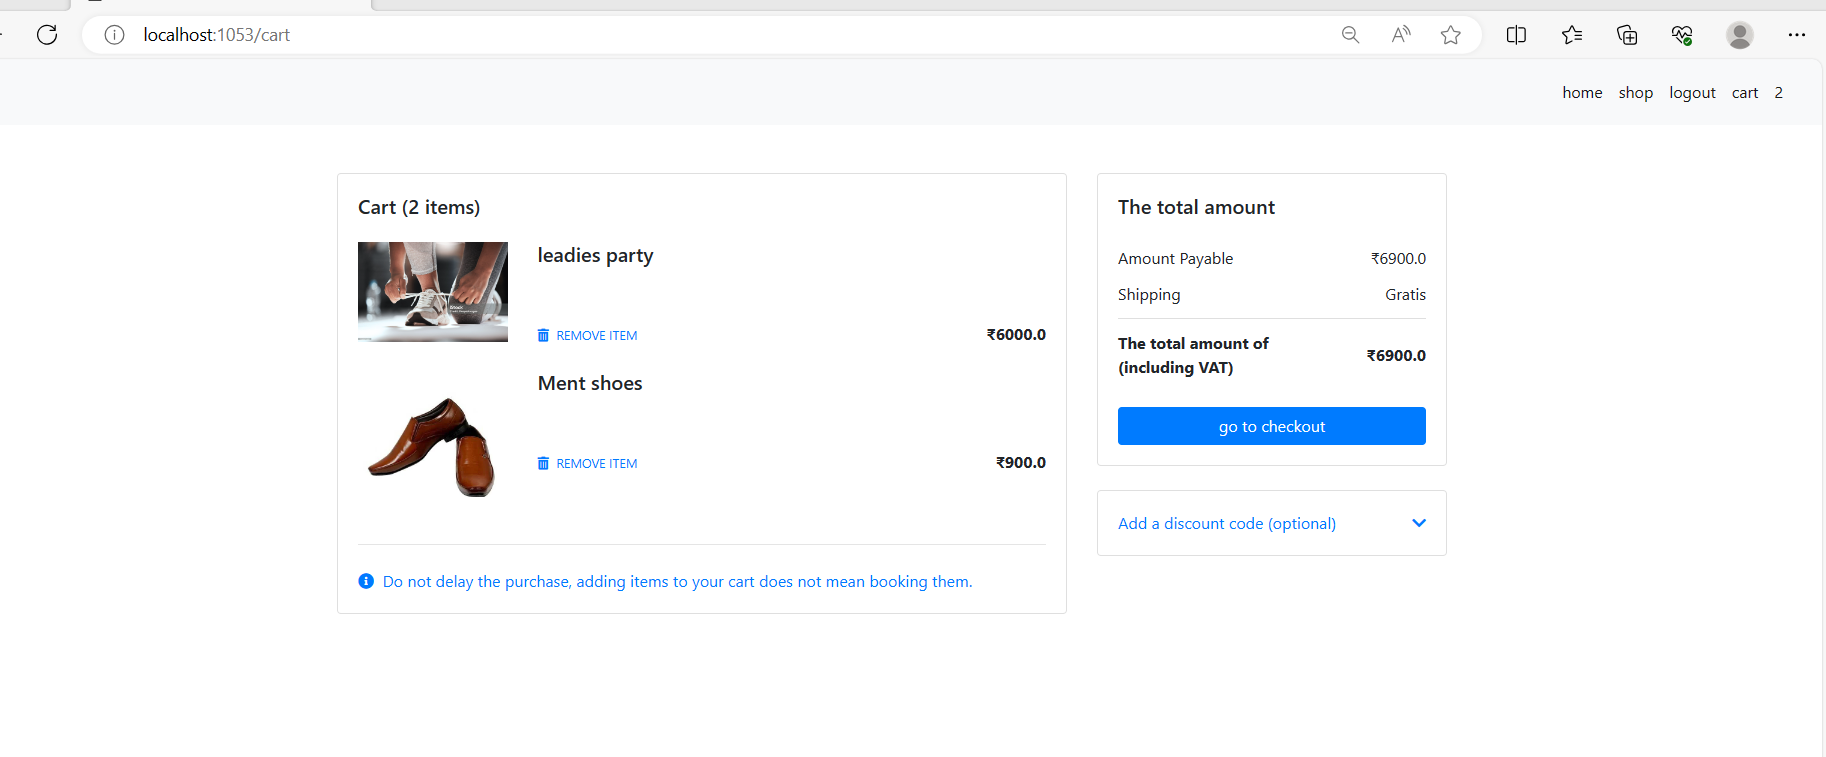 localhost:1053/cart
home shop logout cart 2
Cart (2 items)
leadies party
REMOVE ITEM ₹6000.0
Ment shoes
REMOVE ITEM ₹900.0
Do not delay the purchase, adding items to your cart does not mean booking them.
The total amount
Amount Payable ₹6900.0
Shipping Gratis
The total amount of
(including VAT) ₹6900.0
go to checkout
Add a discount code (optional)